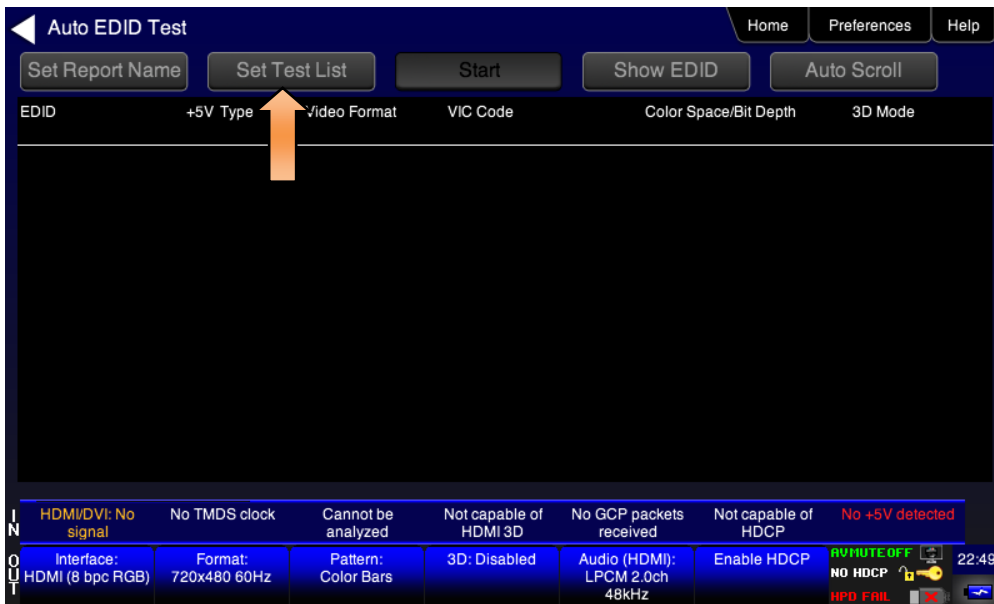 Auto EDID Test
Home
Preferences
Help
Set Report Name
Set Test List
Start
Show EDID
Auto Scroll
EDID
+5V Type
Video Format
VIC Code
Color Space/Bit Depth
3D Mode
IN
HDMI/DVI: No
signal
No TMDS clock
Cannot be
analyzed
Not capable of
HDMI 3D
No GCP packets
received
Not capable of
HDCP
No +5V detected
OUT
Interface:
HDMI (8 bpc RGB)
Format:
720x480 60Hz
Pattern:
Color Bars
3D: Disabled
Audio (HDMI):
LPCM 2.0ch
48kHz
Enable HDCP
AVMUTEOFF
NO HDCP
HPD FAIL
22:49